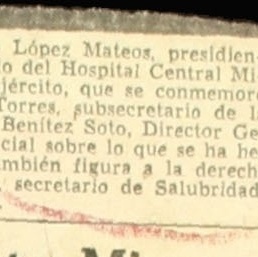 López Mateos, presiden-
o del Hospital Central Mi-
jército, que se conmemor
Torres, subsecretario de l
Benítez Soto, Director Ge
cial sobre lo que se ha he
mbién figura a la derech
secretario de Salubridad